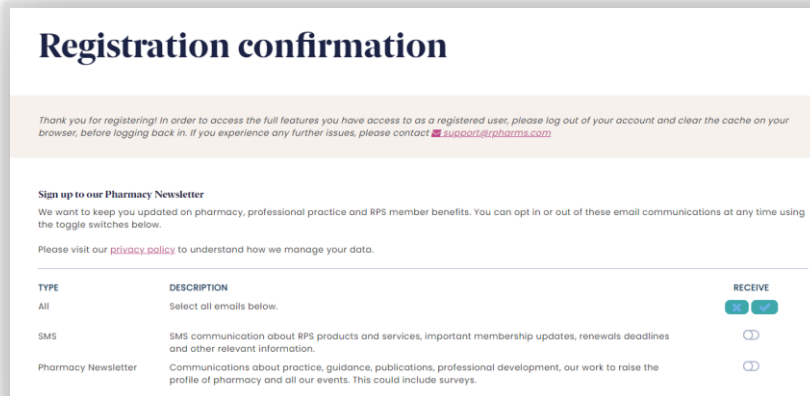 Registration confirmation
Thank you for registering! In order to access the full features you have access to as a registered user, please log out of your account and clear the cache on your
browser, before logging back in. If you experience any further issues, please contact support@rpharms.com
Sign up to our Pharmacy Newsletter
We want to keep you updated on pharmacy, professional practice and RPS member benefits. You can opt in or out of these email communications at any time using
the toggle switches below.
Please visit our privacy policy to understand how we manage your data.
TYPE DESCRIPTION RECEIVE
All Select all emails below.
SMS SMS communication about RPS products and services, important membership updates, renewals deadlines
and other relevant information.
Pharmacy Newsletter Communications about practice, guidance, publications, professional development, our work to raise the
profile of pharmacy and all our events. This could include surveys.